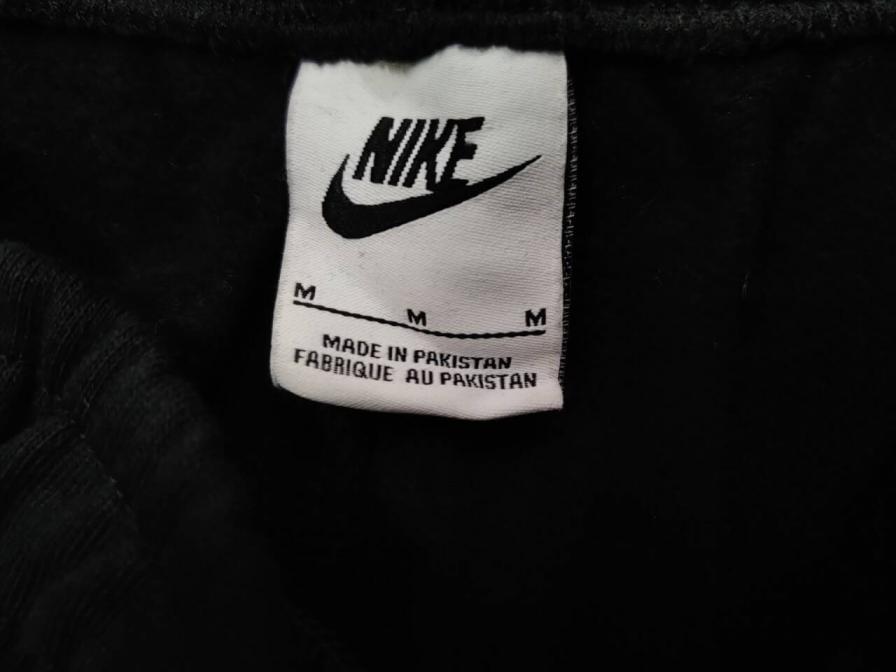 NIKE
M M M
MADE IN PAKISTAN
FABRIQUE AU PAKISTAN